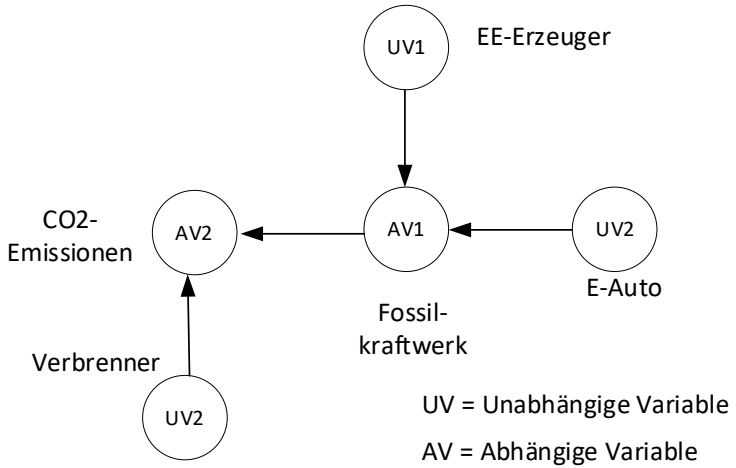 UV1
EE-Erzeuger
CO2-
Emissionen
AV2
AV1
UV2
E-Auto
Fossil-
kraftwerk
Verbrenner
UV2
UV = Unabhängige Variable
AV = Abhängige Variable